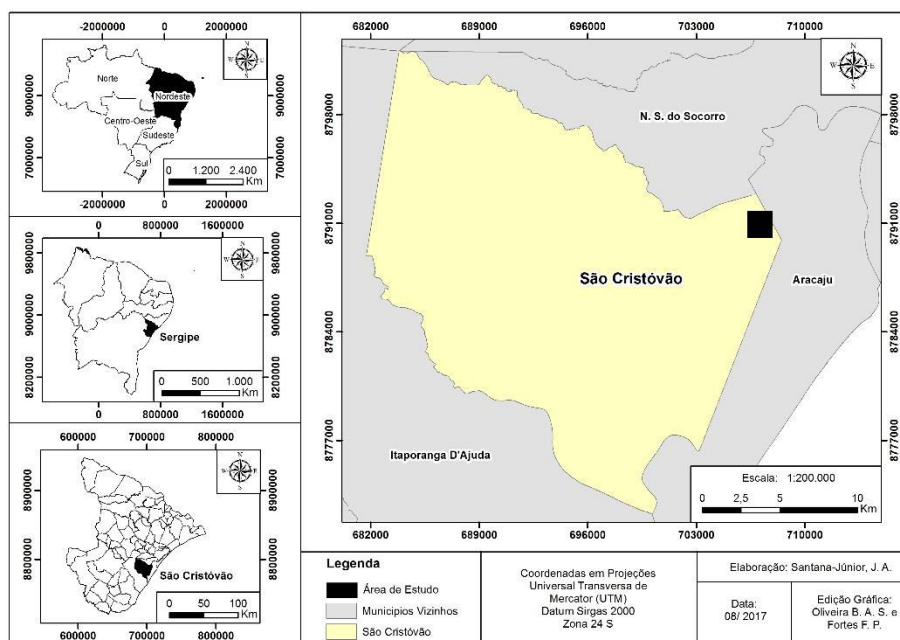 -2000000 0 2000000
Norte
Nordeste
Centro-Oeste
Sudeste
Sul
9000000
7000000
9000000
7000000
N
W E
S
0 1.200 2.400
Km
-2000000 0 2000000
0 800000 1600000
9800000
9000000
8200000
9800000
9000000
8200000
N
W E
S
Sergipe
0 500 1.000
Km
0 800000 1600000
600000 700000 800000
8900000
8800000
8900000
8800000
N
W E
S
São Cristóvão
0 50 100
Km
600000 700000 800000
682000 689000 696000 703000 710000
8798000
8791000
8784000
8777000
8798000
8791000
8784000
8777000
N
W E
S
N. S. do Socorro
São Cristóvão
Aracaju
Itaporanga D'Ajuda
Escala: 1:200.000
0 2,5 5 10
Km
682000 689000 696000 703000 710000
Legenda
Área de Estudo
Municipios Vizinhos
São Cristóvão
Coordenadas em Projeções
Universal Transversa de
Mercator (UTM)
Datum Sirgas 2000
Zona 24 S
Elaboração: Santana-Júnior, J. A.
Data:
08/ 2017
Edição Gráfica:
Oliveira B. A. S. e
Fortes F. P.